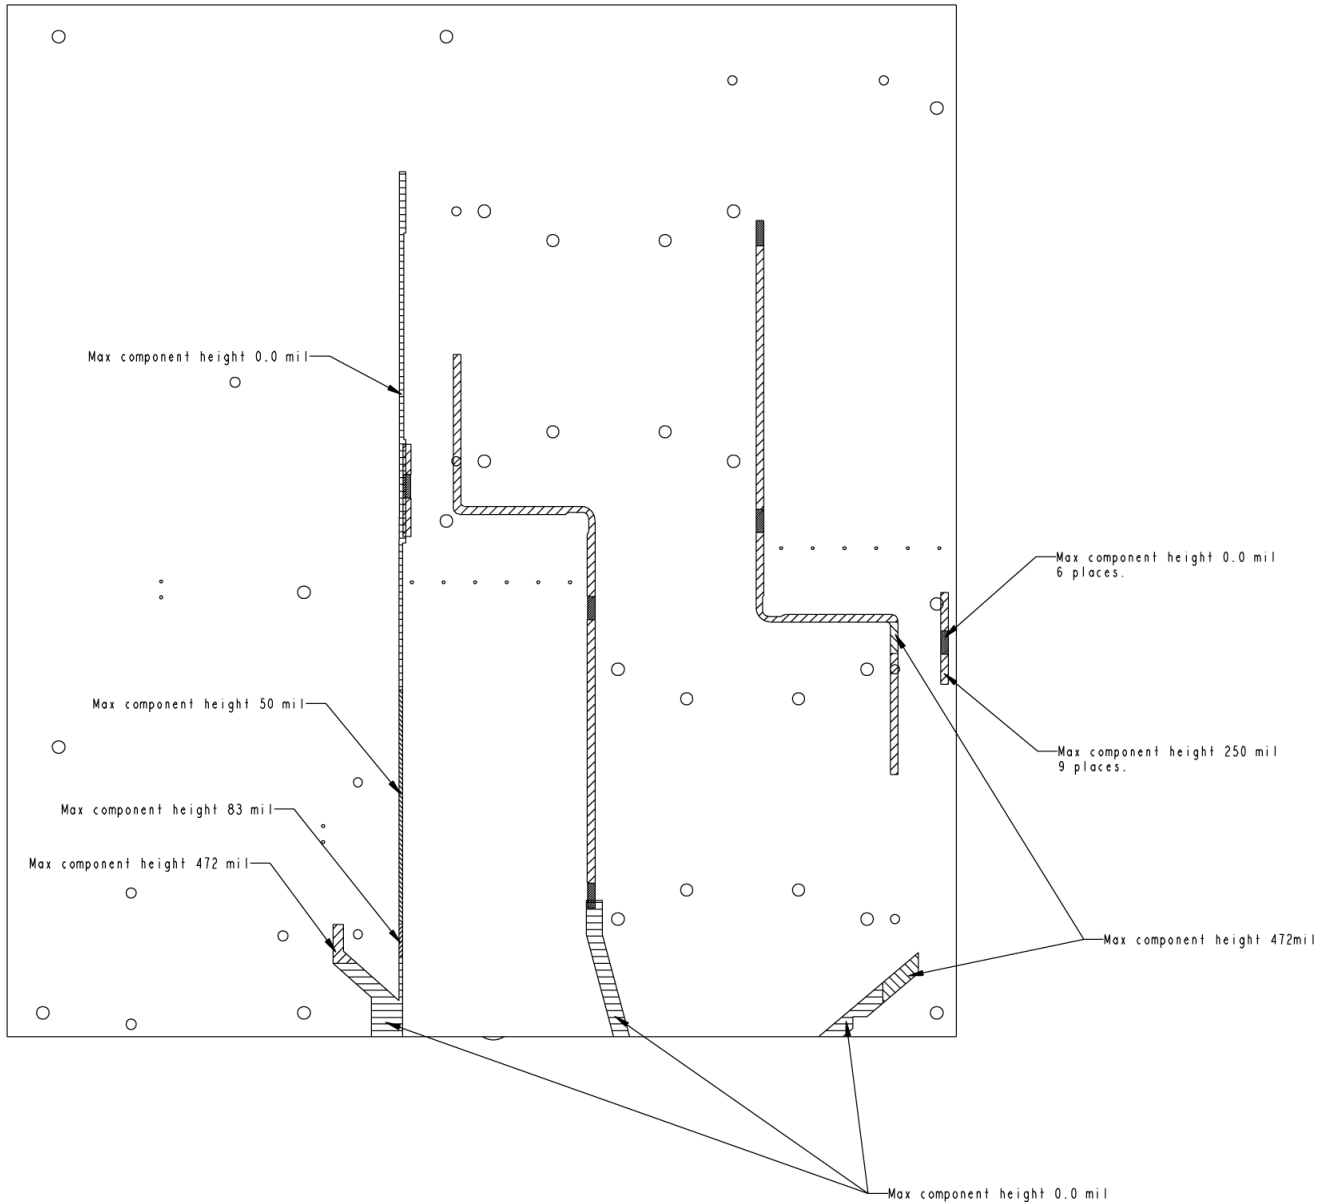 Max component height 0.0 mil
Max component height 0.0 mil
6 places.
Max component height 50 mil
Max component height 250 mil
9 places.
Max component height 83 mil
Max component height 472 mil
Max component height 472mil
Max component height 0.0 mil